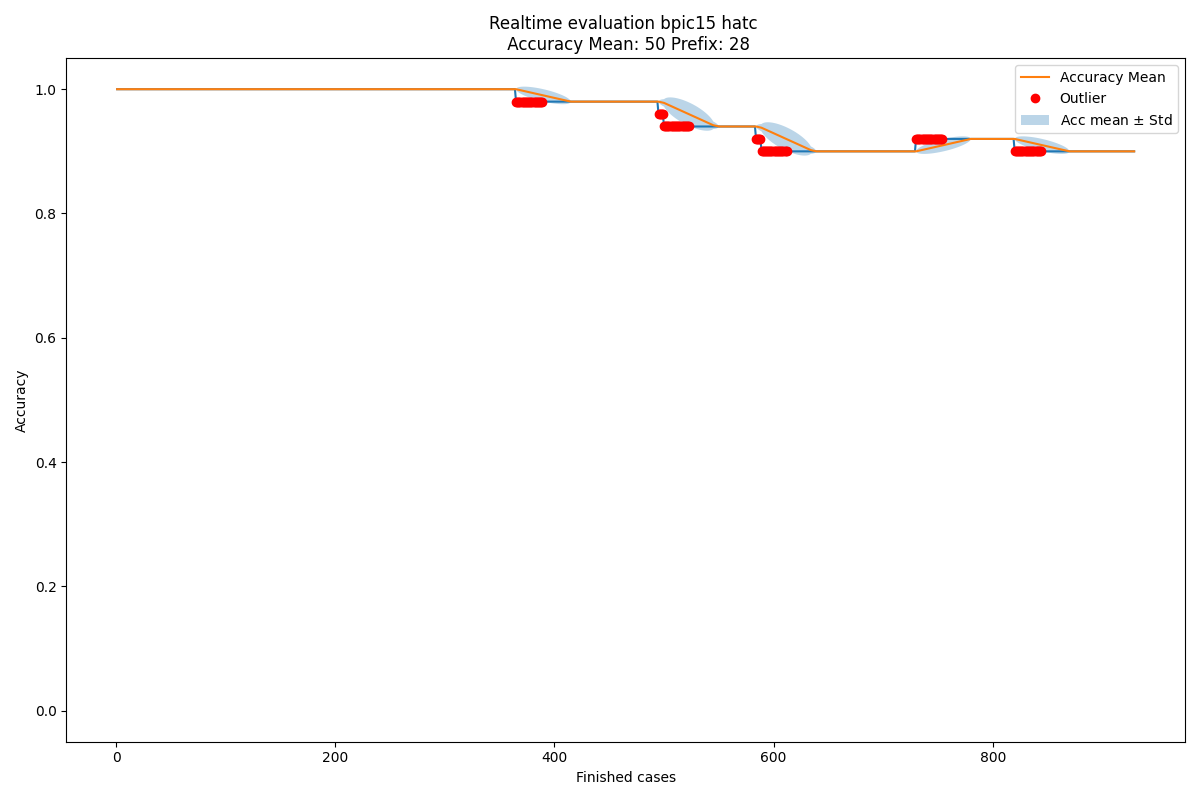 Realtime evaluation bpic15 hatc
Accuracy Mean: 50 Prefix: 28
Accuracy Mean
Outlier
Acc mean ± Std
1.0
0.8
0.6
0.4
0.2
0.0
Accuracy
0
200
400
600
800
Finished cases